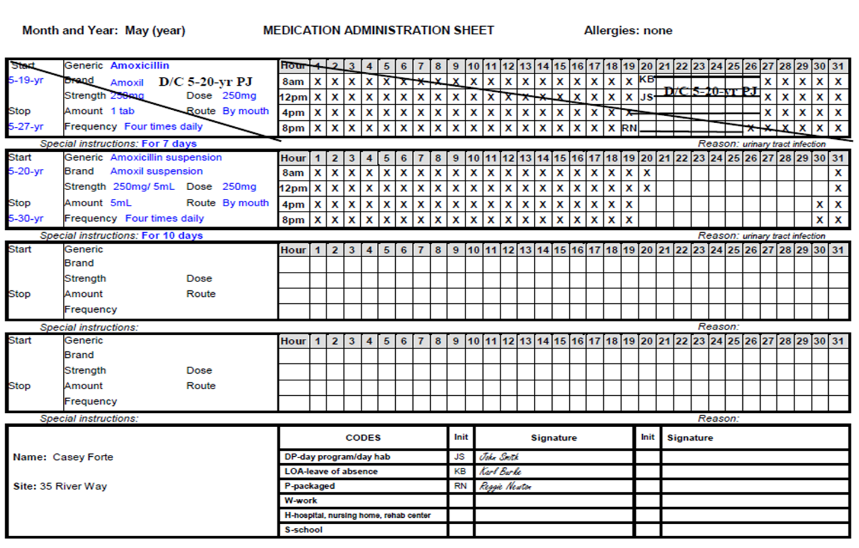 Month and Year: May (year) MEDICATION ADMINISTRATION SHEET Allergies: none
Start Generic Amoxicillin Hour 1 2 3 4 5 6 7 8 9 10 11 12 13 14 15 16 17 18 19 20 21 22 23 24 25 26 27 28 29 30 31
5-19-yr Brand Amoxil D/C 5-20-yr PJ 8am X X X X X X X X X X X X X X X X X X X KB X X X X X
Strength 250mg Dose 250mg 12pm X X X X X X X X X X X X X X X X X X X JS D/C 5-20-yr PJ X X X X X
Stop Amount 1 tab Route By mouth 4pm X X X X X X X X X X X X X X X X X X X X X X X
5-27-yr Frequency Four times daily 8pm X X X X X X X X X X X X X X X X X X RN X X X X X X
Special instructions: For 7 days Reason: urinary tract infection
Start Generic Amoxicillin suspension Hour 1 2 3 4 5 6 7 8 9 10 11 12 13 14 15 16 17 18 19 20 21 22 23 24 25 26 27 28 29 30 31
5-20-yr Brand Amoxil suspension 8am X X X X X X X X X X X X X X X X X X X X X
Strength 250mg/ 5mL Dose 250mg 12pm X X X X X X X X X X X X X X X X X X X X X
Stop Amount 5mL Route By mouth 4pm X X X X X X X X X X X X X X X X X X X X X
5-30-yr Frequency Four times daily 8pm X X X X X X X X X X X X X X X X X X X X X
Special instructions: For 10 days Reason: urinary tract infection
Start Generic Hour 1 2 3 4 5 6 7 8 9 10 11 12 13 14 15 16 17 18 19 20 21 22 23 24 25 26 27 28 29 30 31
Brand
Strength Dose
Stop Amount Route
Frequency
Special instructions: Reason:
Start Generic Hour 1 2 3 4 5 6 7 8 9 10 11 12 13 14 15 16 17 18 19 20 21 22 23 24 25 26 27 28 29 30 31
Brand
Strength Dose
Stop Amount Route
Frequency
Special instructions: Reason:
CODES Init Signature Init Signature
Name: Casey Forte DP-day program/day hab JS John Smith
LOA-leave of absence KB Karl Burke
Site: 35 River Way P-packaged RN Reggie Newton
W-work
H-hospital, nursing home, rehab center
S-school